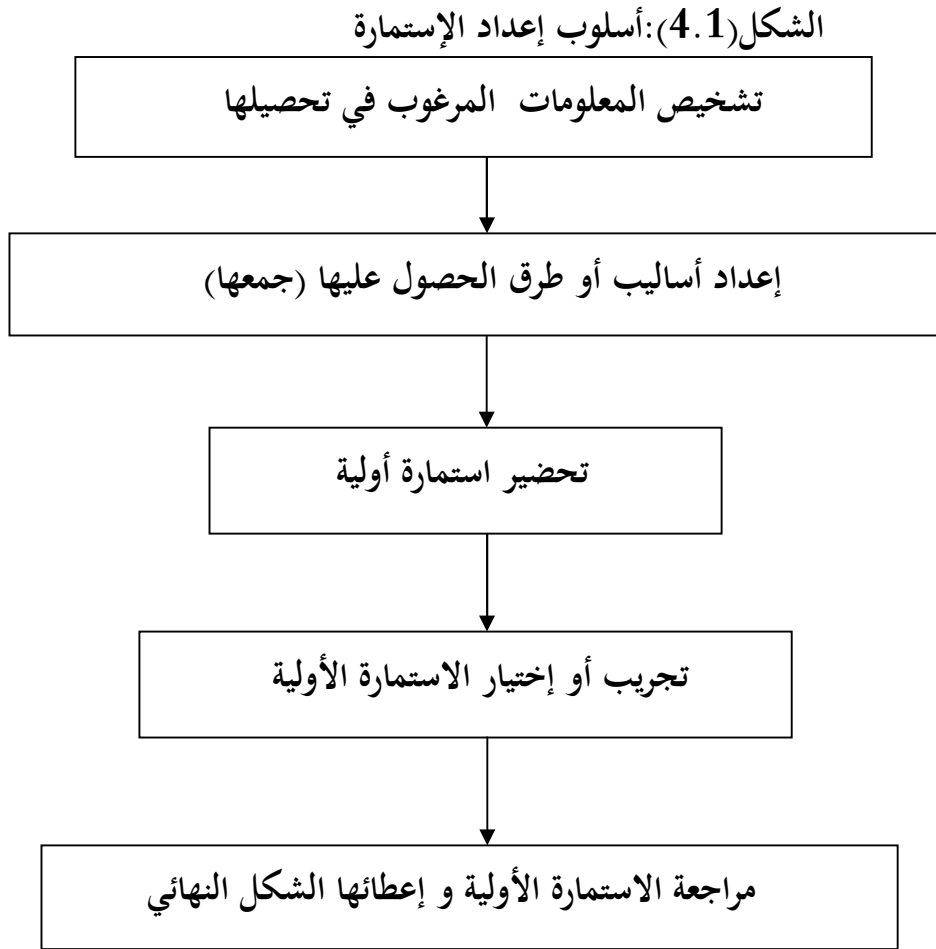 الشكل(4.1):أسلوب إعداد الإستمارة
تشخيص المعلومات المرغوب في تحصيلها
إعداد أساليب أو طرق الحصول عليها (جمعها)
تحضير استمارة أولية
تجريب أو إختيار الاستمارة الأولية
مراجعة الاستمارة الأولية و إعطائها الشكل النهائي